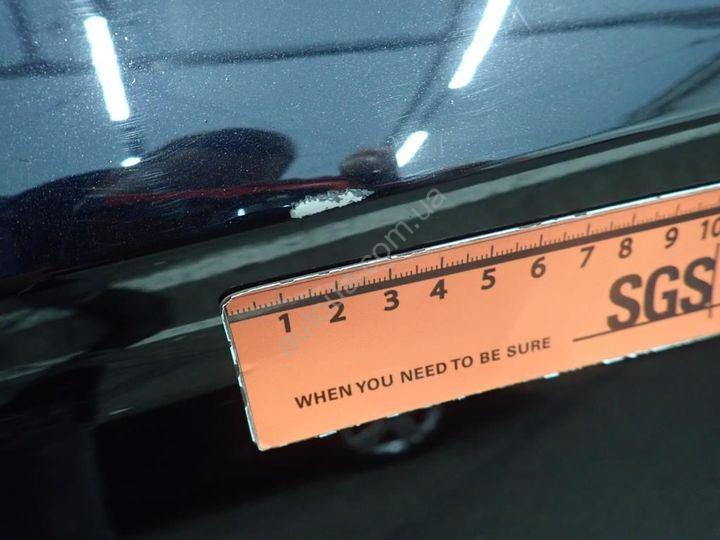 1 2 3 4 5 6 7 8 9 10
SGS
WHEN YOU NEED TO BE SURE